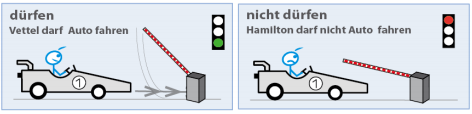 dürfen
Vettel darf Auto fahren
1
nicht dürfen
Hamilton darf nicht Auto fahren
1